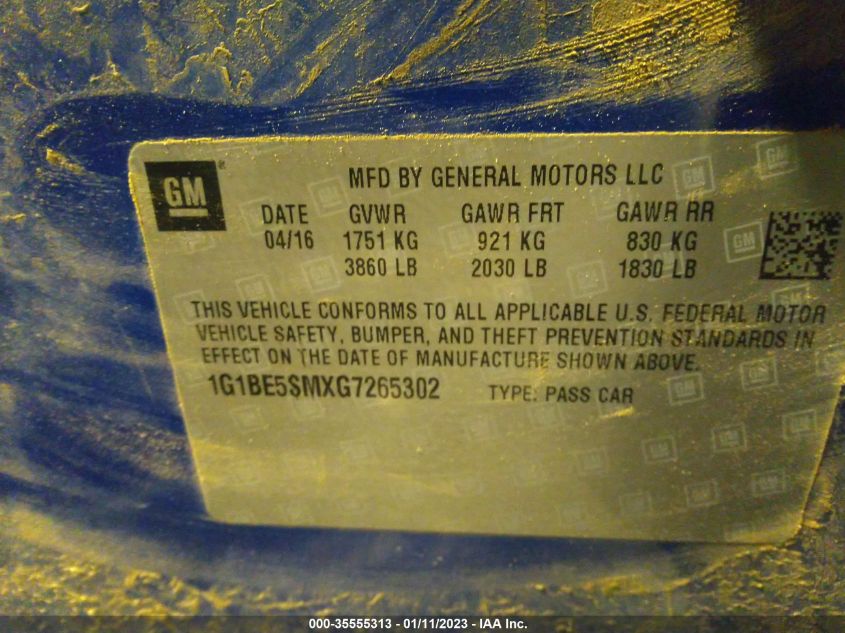 GM
MFD BY GENERAL MOTORS LLC
DATE GVWR GAWR FRT GAWR RR
04/16 1751 KG 921 KG 830 KG
3860 LB 2030 LB 1830 LB
THIS VEHICLE CONFORMS TO ALL APPLICABLE U.S. FEDERAL MOTOR
VEHICLE SAFETY, BUMPER, AND THEFT PREVENTION STANDARDS IN
EFFECT ON THE DATE OF MANUFACTURE SHOWN ABOVE.
1G1BE5SMXG7265302 TYPE: PASS CAR
000-35555313 - 01/11/2023 - IAA Inc.